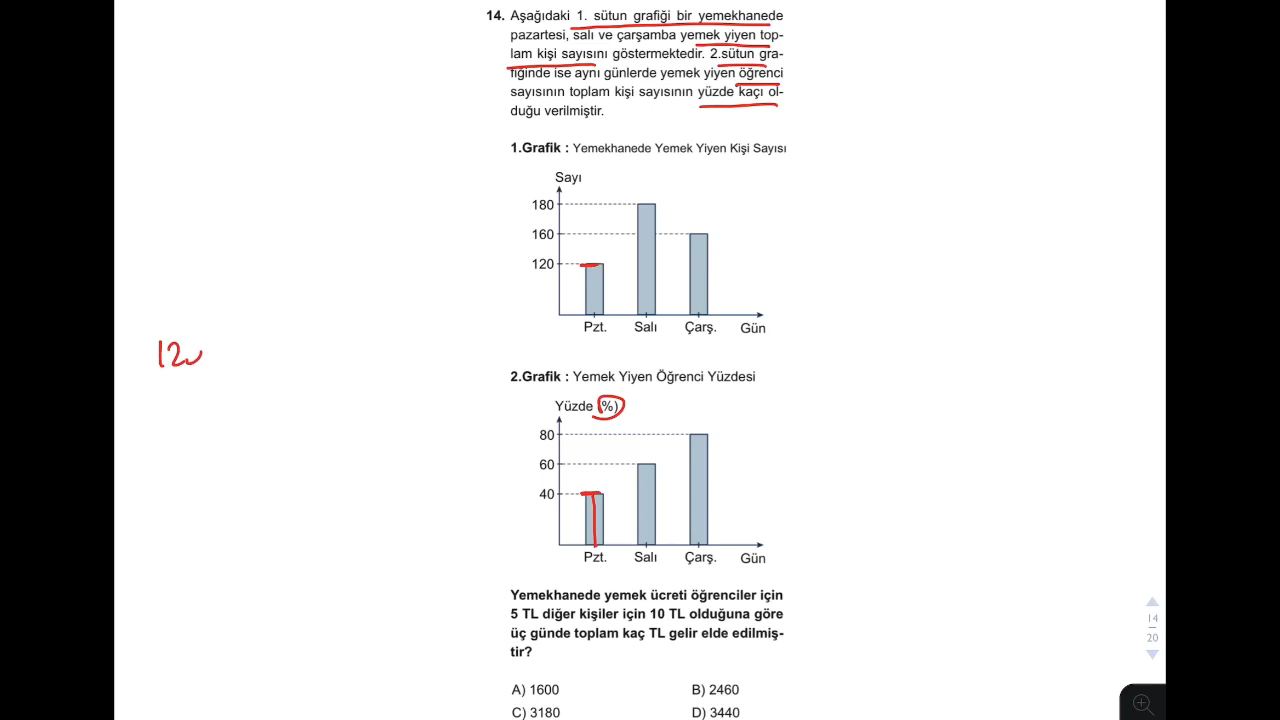 14. Aşağıdaki 1. sütun grafiği bir yemekhanede
pazartesi, salı ve çarşamba yemek yiyen top-
lam kişi sayısını göstermektedir. 2.sütun gra-
fiğinde ise aynı günlerde yemek yiyen öğrenci
sayısının toplam kişi sayısının yüzde kaçı ol-
duğu verilmiştir.
1.Grafik : Yemekhanede Yemek Yiyen Kişi Sayısı
Sayı
180
160
120
Pzt. Salı Çarş. Gün
120
2.Grafik : Yemek Yiyen Öğrenci Yüzdesi
Yüzde (%)
80
60
40
Pzt. Salı Çarş. Gün
Yemekhanede yemek ücreti öğrenciler için
5 TL diğer kişiler için 10 TL olduğuna göre
üç günde toplam kaç TL gelir elde edilmiş-
tir?
A) 1600 B) 2460
C) 3180 D) 3440
14
20